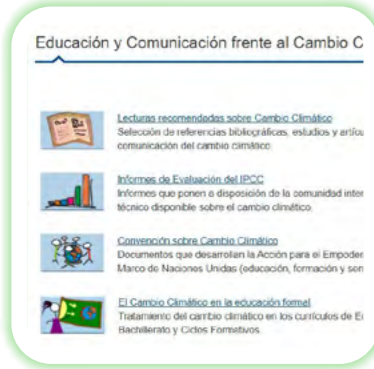 Educación y Comunicación frente al Cambio C
Lecturas recomendadas sobre Cambio Climático
Selección de referencias bibliográficas, estudios y artícu
comunicación del cambio climático
Informes de Evaluación del IPCC
Informes que ponen a disposición de la comunidad inter
técnico disponible sobre el cambio climático.
Convención sobre Cambio Climático
Documentos que desarrollan la Acción para el Empoder
Marco de Naciones Unidas (educación, formación y sen
El Cambio Climático en la educación formal
Tratamiento del cambio climático en los currículos de E
Bachillerato y Ciclos Formativos.